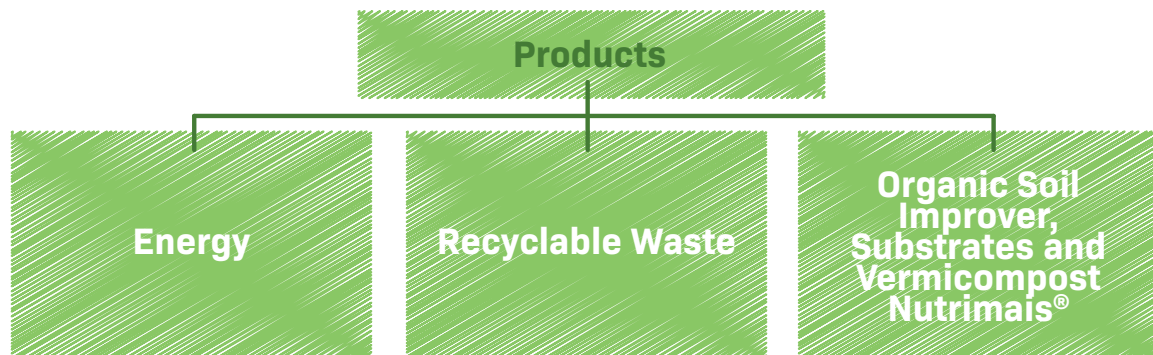 Products
Energy
Recyclable Waste
Organic Soil
Improver,
Substrates and
Vermicompost
Nutrimais®